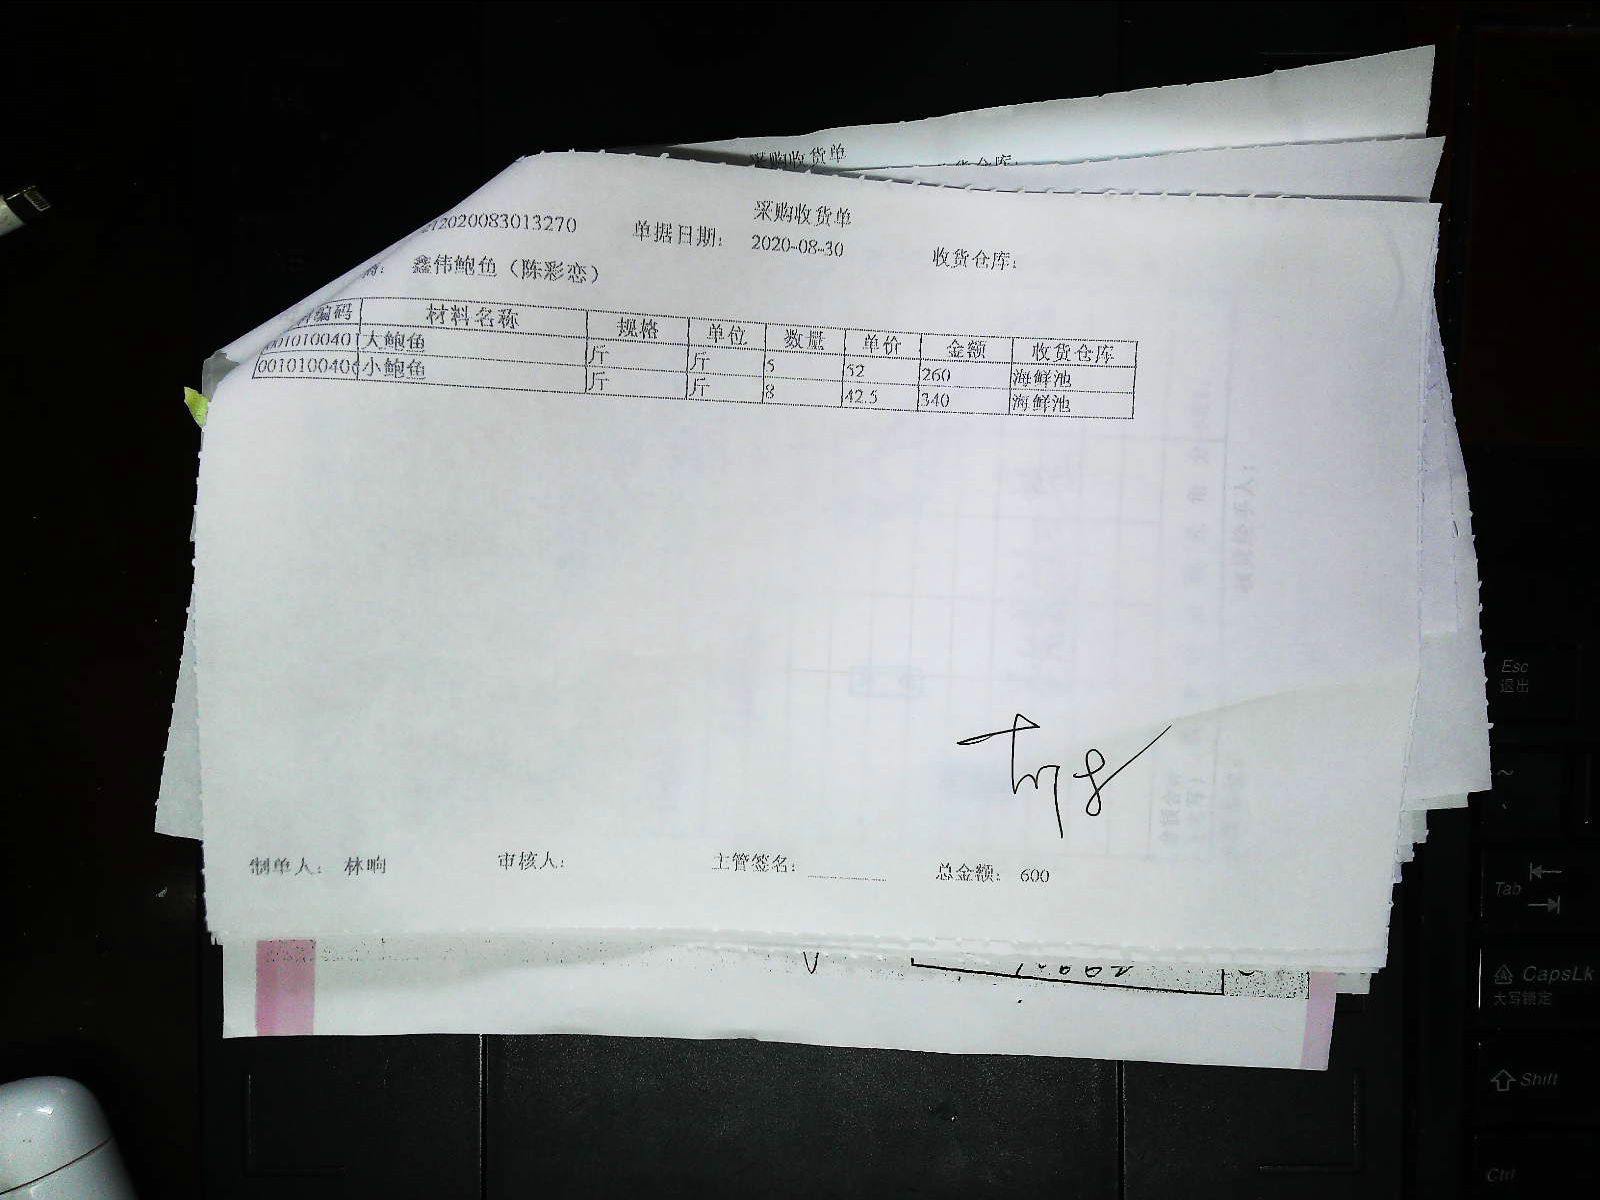 采购收货单
采购收货单
2020083013270 单据日期： 2020-08-30 收货仓库：
鑫伟鲍鱼（陈彩恋）
编码 材料名称 规格 单位 数量 单价 金额 收货仓库
001010040 大鲍鱼 斤 斤 5 52 260 海鲜池
001010040 小鲍鱼 斤 斤 8 42.5 340 海鲜池
制单人： 林晌 审核人： 主管签名： 总金额： 600
Esc
退出
~
Tab
CapsLk
大写锁定
Shift
Ctrl